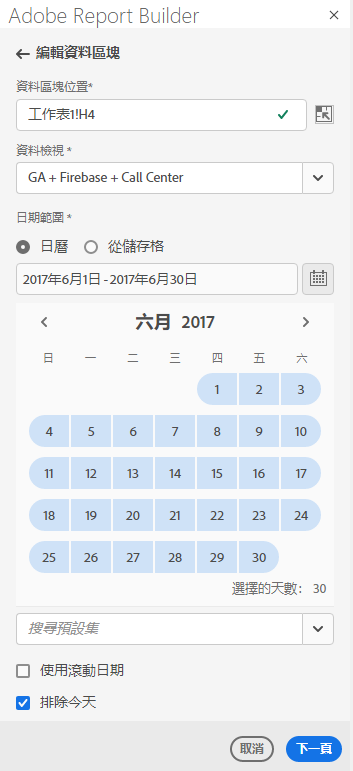 Adobe Report Builder
編輯資料區塊
資料區塊位置*
工作表1!H4
資料檢視 *
GA + Firebase + Call Center
日期範圍 *
日曆 從儲存格
2017年6月1日 - 2017年6月30日
六月 2017
日 一 二 三 四 五 六
1 2 3
4 5 6 7 8 9 10
11 12 13 14 15 16 17
18 19 20 21 22 23 24
25 26 27 28 29 30
選擇的天數： 30
搜尋預設集
使用滾動日期
排除今天
取消 下一頁